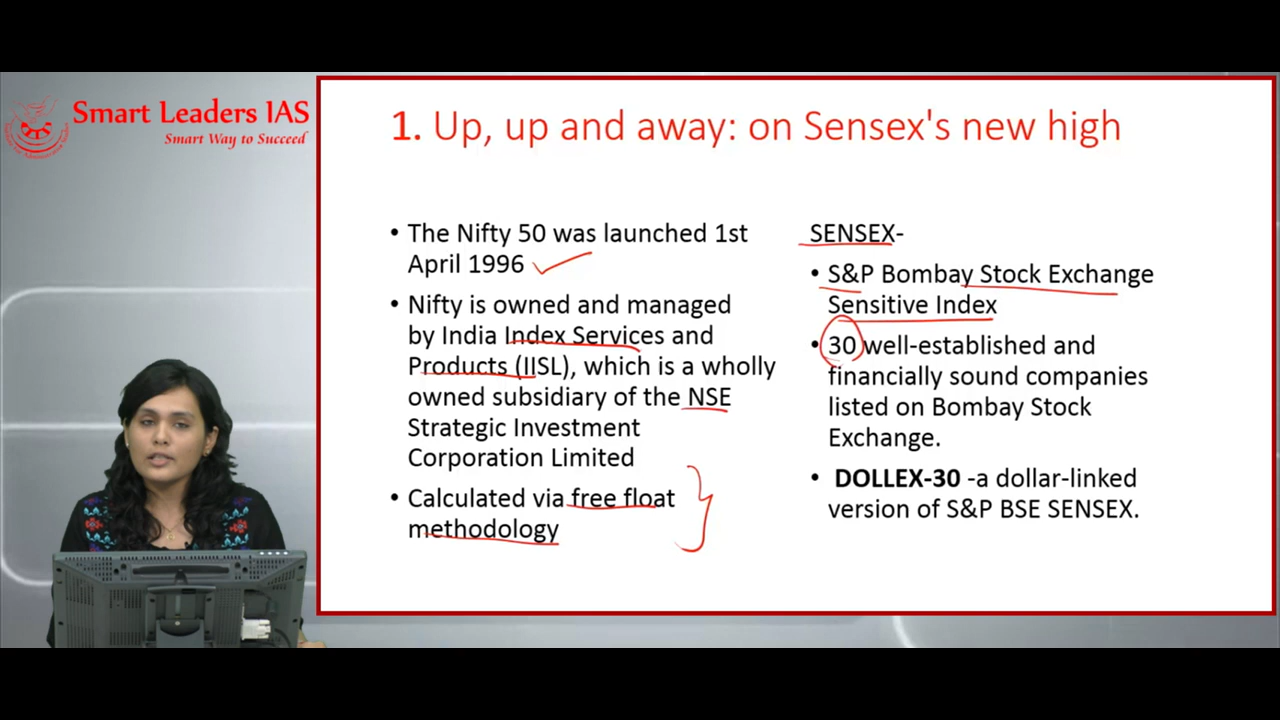 Smart Leaders IAS
Smart Way to Succeed
1. Up, up and away: on Sensex's new high
• The Nifty 50 was launched 1st
April 1996
• Nifty is owned and managed
by India Index Services and
Products (IISL), which is a wholly
owned subsidiary of the NSE
Strategic Investment
Corporation Limited
• Calculated via free float
methodology
SENSEX-
• S&P Bombay Stock Exchange
Sensitive Index
• 30 well-established and
financially sound companies
listed on Bombay Stock
Exchange.
• DOLLEX-30 -a dollar-linked
version of S&P BSE SENSEX.